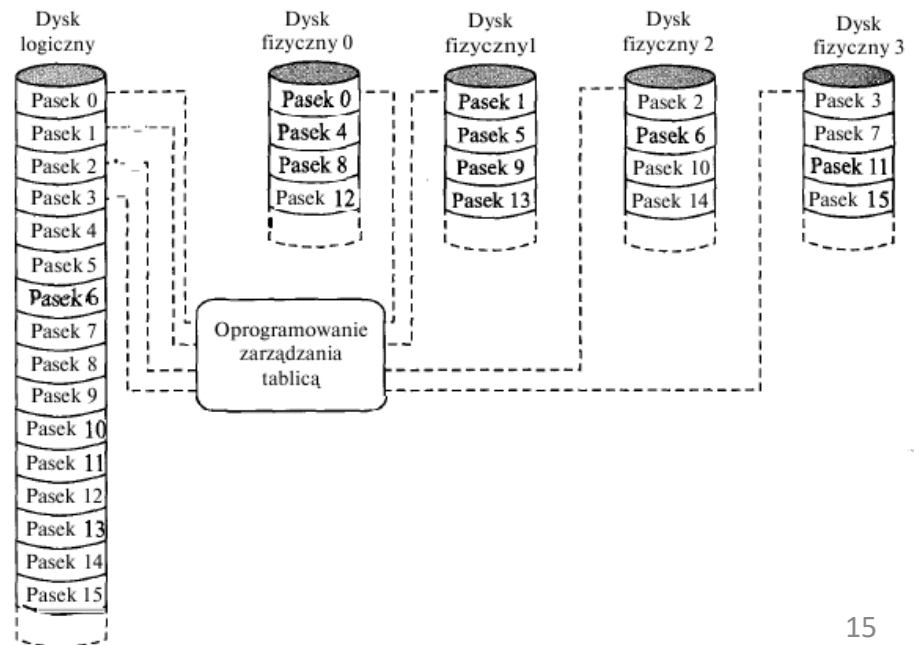 Dysk
logiczny
Pasek 0
Pasek 1
Pasek 2
Pasek 3
Pasek 4
Pasek 5
Pasek 6
Pasek 7
Pasek 8
Pasek 9
Pasek 10
Pasek 11
Pasek 12
Pasek 13
Pasek 14
Pasek 15
Dysk
fizyczny 0
Pasek 0
Pasek 4
Pasek 8
Pasek 12
Dysk
fizyczny1
Pasek 1
Pasek 5
Pasek 9
Pasek 13
Dysk
fizyczny 2
Pasek 2
Pasek 6
Pasek 10
Pasek 14
Dysk
fizyczny 3
Pasek 3
Pasek 7
Pasek 11
Pasek 15
Oprogramowanie
zarządzania
tablicą
15